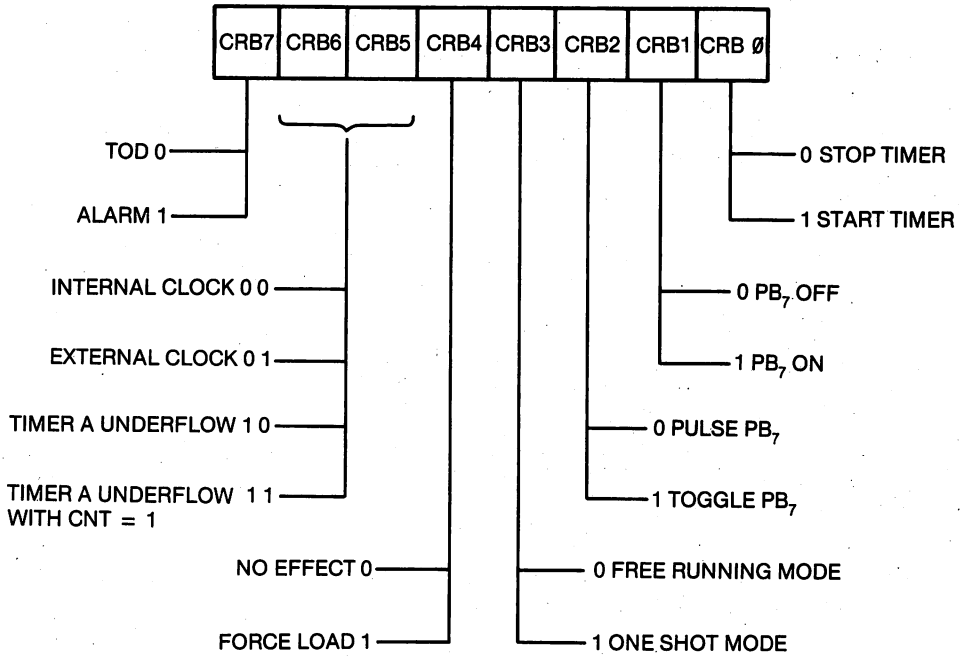 CRB7 CRB6 CRB5 CRB4 CRB3 CRB2 CRB1 CRB Ø
TOD 0
0 STOP TIMER
ALARM 1
1 START TIMER
INTERNAL CLOCK 0 0
0 PB₇ OFF
EXTERNAL CLOCK 0 1
1 PB₇ ON
TIMER A UNDERFLOW 1 0
0 PULSE PB₇
TIMER A UNDERFLOW 1 1
WITH CNT = 1
1 TOGGLE PB₇
NO EFFECT 0
0 FREE RUNNING MODE
FORCE LOAD 1
1 ONE SHOT MODE